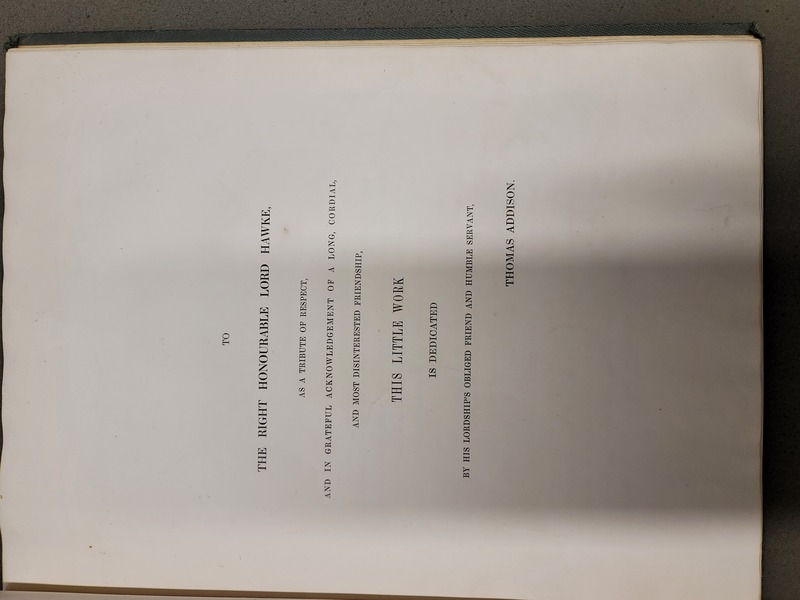 TO
THE RIGHT HONOURABLE LORD HAWKE,
AS A TRIBUTE OF RESPECT,
AND IN GRATEFUL ACKNOWLEDGEMENT OF A LONG, CORDIAL,
AND MOST DISINTERESTED FRIENDSHIP,
THIS LITTLE WORK
IS DEDICATED
BY HIS LORDSHIP'S OBLIGED FRIEND AND HUMBLE SERVANT,
THOMAS ADDISON.